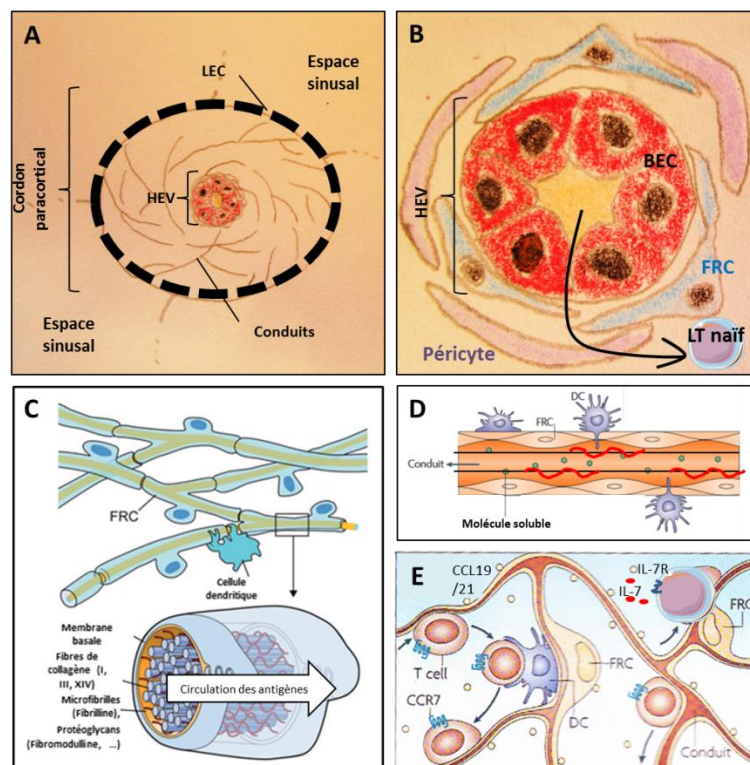 A
Espace
sinusal
LEC
Cordon
paracortical
HEV
Espace
sinusal
Conduits
B
HEV
BEC
FRC
LT naïf
Péricyte
C
FRC
Cellule
dendritique
Membrane
basale
Fibres de
collagène (I,
III, XIV)
Microfibrilles
(Fibrilline),
Protéoglycans
(Fibromodulline, ...)
Circulation des antigènes
D
DC
FRC
Conduit
Molécule soluble
E
CCL19
/21
IL-7R
IL-7
FRC
T cell
FRC
CCR7
DC
Conduit